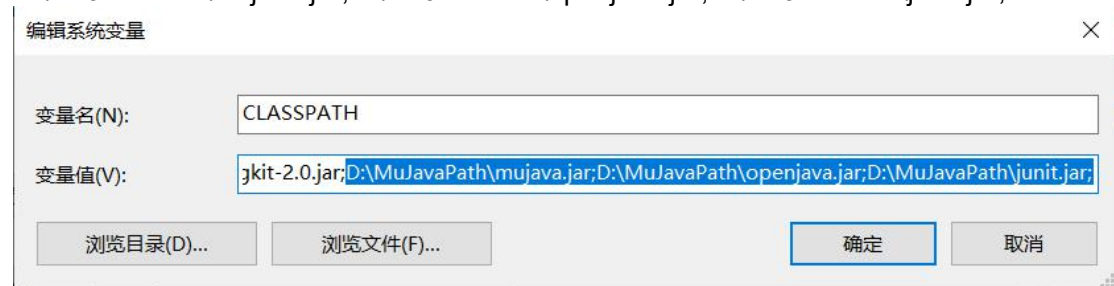 编辑系统变量
变量名(N):
CLASSPATH
变量值(V):
gkit-2.0.jar;D:\MuJavaPath\mujava.jar;D:\MuJavaPath\openjava.jar;D:\MuJavaPath\junit.jar;
浏览目录(D)...
浏览文件(F)...
确定
取消